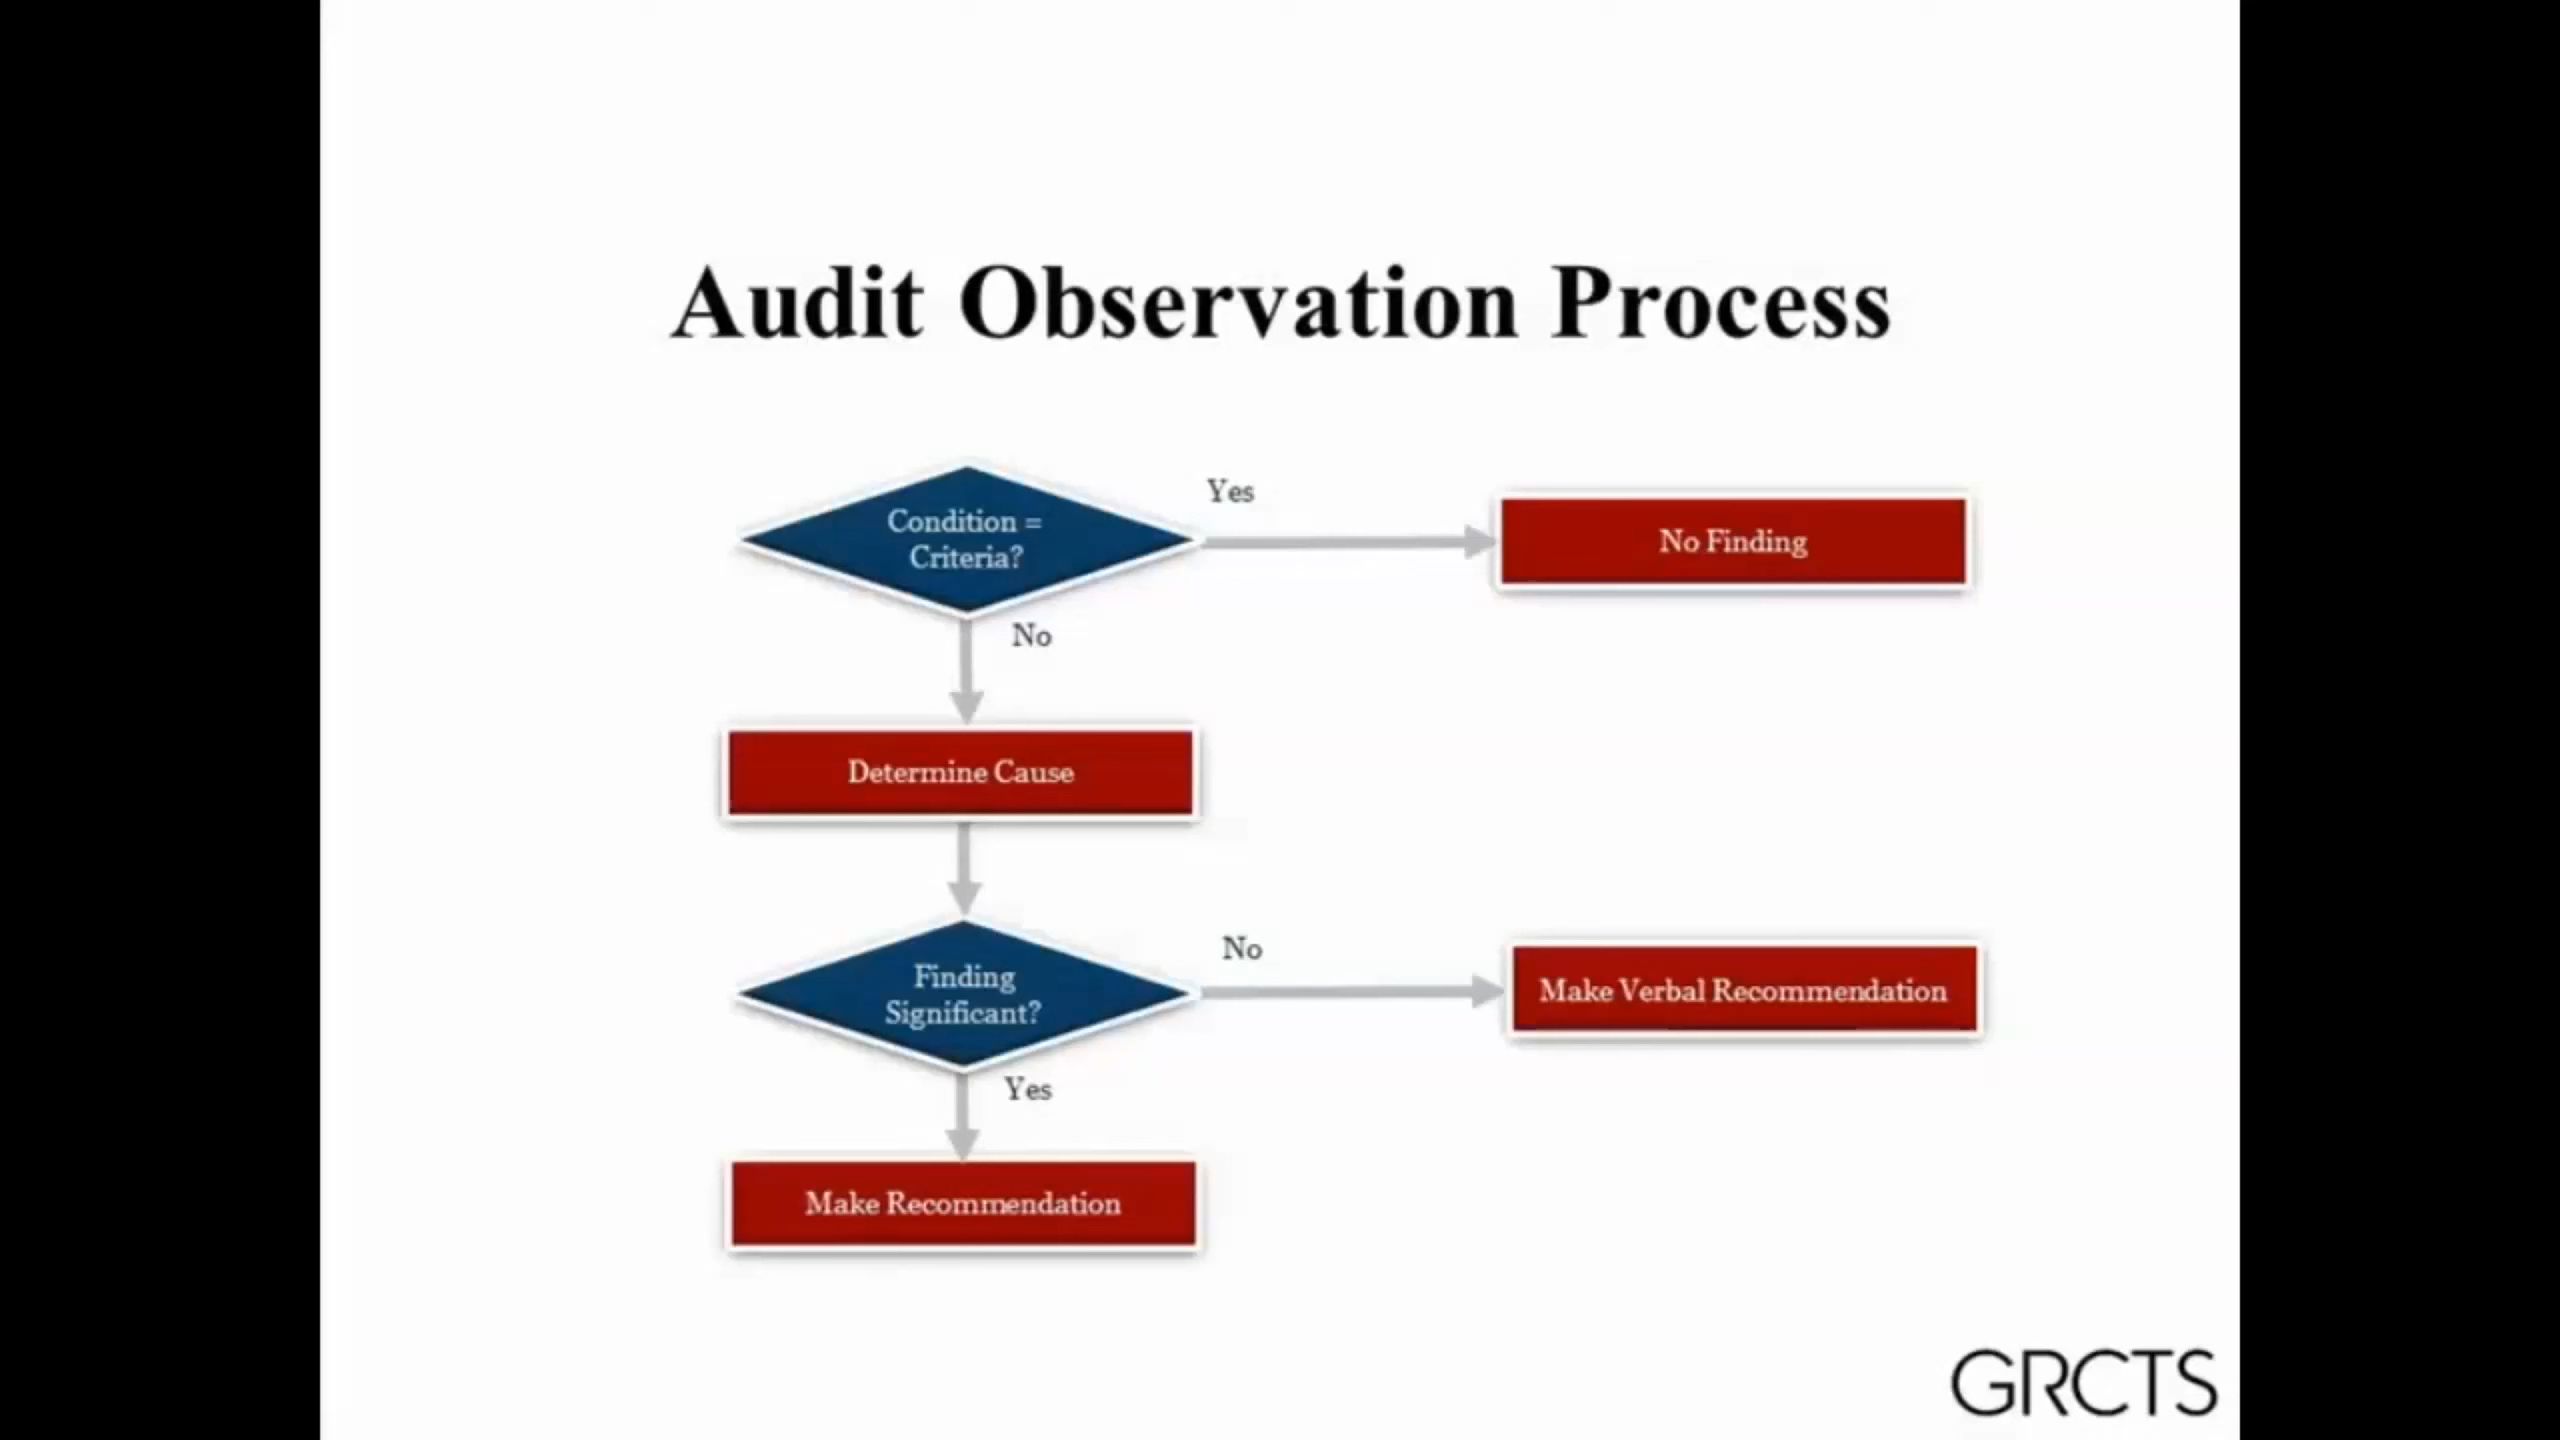 Audit Observation Process
Condition =
Criteria?
Yes
No Finding
No
Determine Cause
Finding
Significant?
No
Make Verbal Recommendation
Yes
Make Recommendation
GRCTS